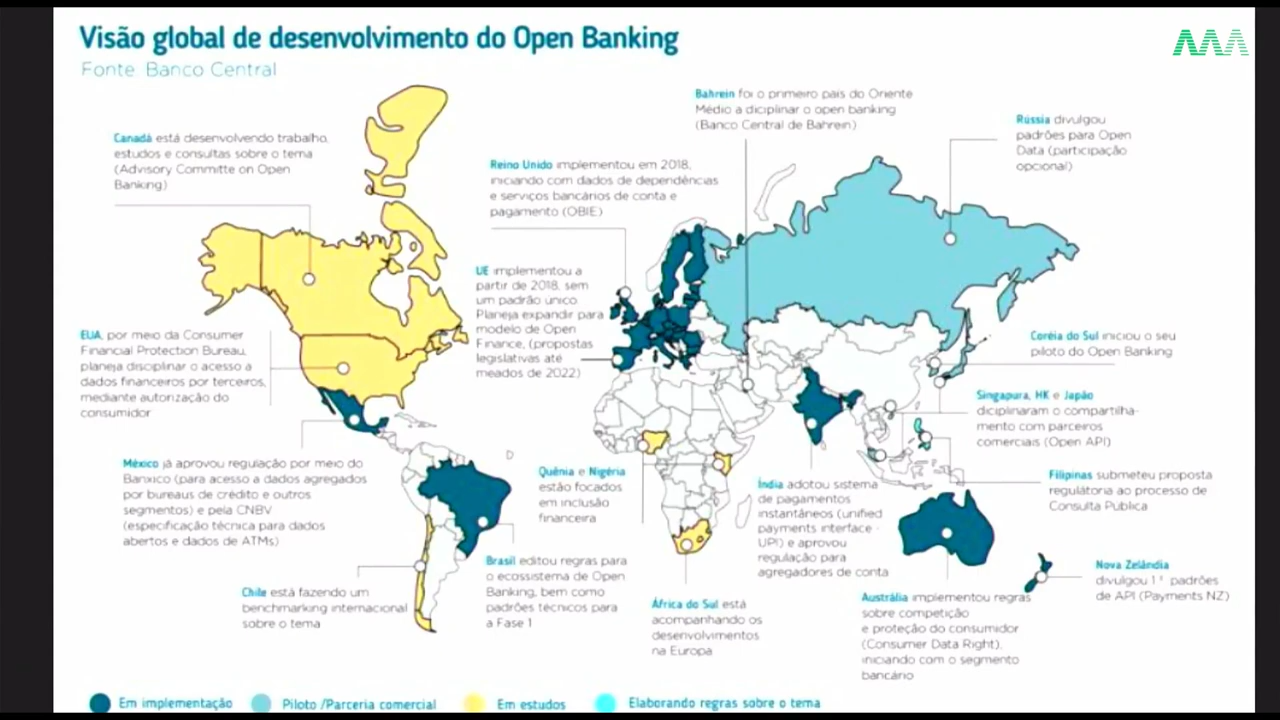 Visão global de desenvolvimento do Open Banking
Fonte: Banco Central
Canadá está desenvolvendo trabalho,
estudos e consultas sobre o tema
(Advisory Committe on Open
Banking)
Reino Unido implementou em 2018,
iniciando com dados de dependências
e serviços bancários de conta e
pagamento (OBIE)
Bahrein foi o primeiro país do Oriente
Médio a diciplinar o open banking
(Banco Central de Bahrein)
Rússia divulgou
padrões para Open
Data (participação
opcional)
UE implementou a
partir de 2018, sem
um padrão único.
Planeja expandir para
modelo de Open
Finance, (propostas
legislativas até
meados de 2022)
EUA, por meio da Consumer
Financial Protection Bureau,
planeja disciplinar o acesso a
dados financeiros por terceiros,
mediante autorização do
consumidor
Coréia do Sul iniciou o seu
piloto do Open Banking
Singapura, HK e Japão
diciplinaram o compartilha-
mento com parceiros
comerciais (Open API)
México já aprovou regulação por meio do
Banxico (para acesso a dados agregados
por bureaus de crédito e outros
segmentos) e pela CNBV
(especificação técnica para dados
abertos e dados de ATMs)
Quênia e Nigéria
estão focados
em inclusão
financeira
Índia adotou sistema
de pagamentos
instantâneos (unified
payments interface -
UPI) e aprovou
regulação para
agregadores de conta
Filipinas submeteu proposta
regulátoria ao processo de
Consulta Publica
Chile está fazendo um
benchmarking internacional
sobre o tema
Brasil editou regras para
o ecossistema de Open
Banking, bem como
padrões técnicos para
a Fase 1
África do Sul está
acompanhando os
desenvolvimentos
na Europa
Austrália implementou regras
sobre competição
e proteção do consumidor
(Consumer Data Right),
iniciando com o segmento
bancário
Nova Zelândia
divulgou 1ºˢ padrões
de API (Payments NZ)
Em implementação
Piloto /Parceria comercial
Em estudos
Elaborando regras sobre o tema